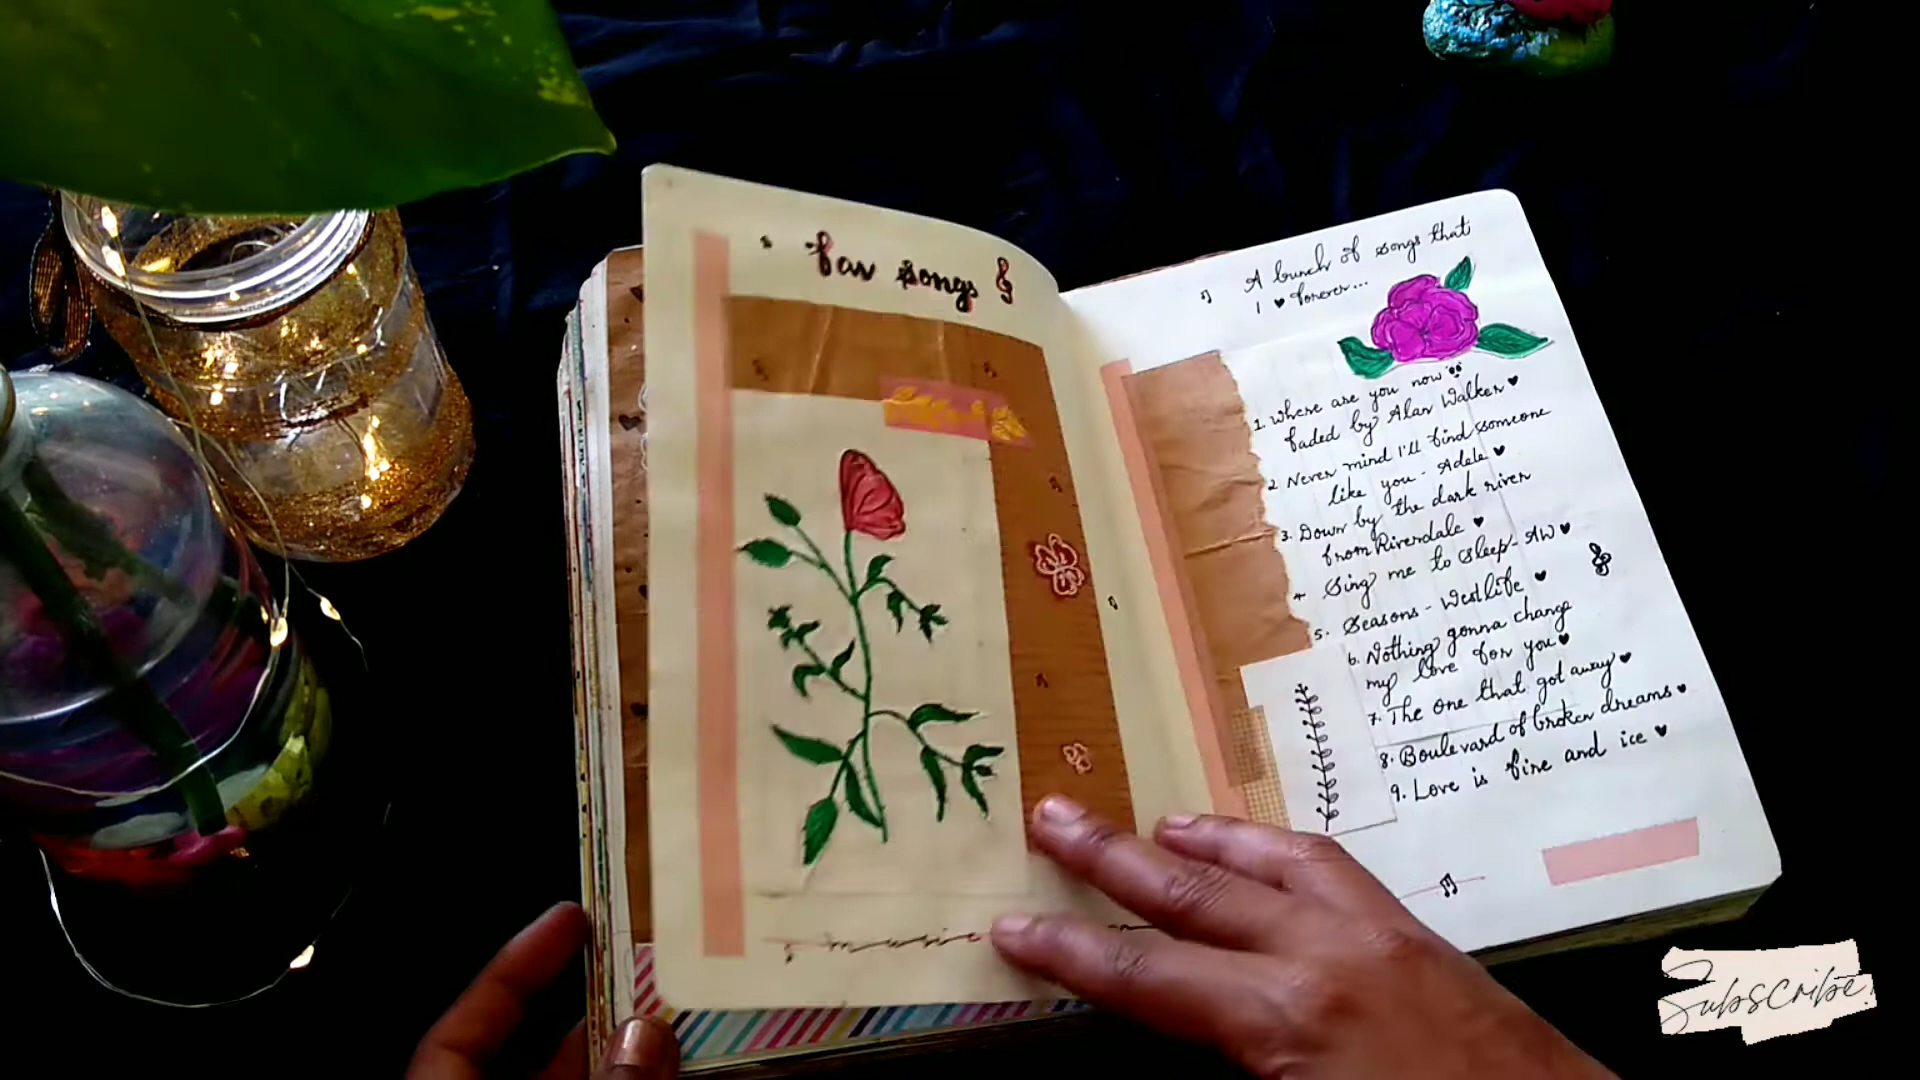 fav songs
music
A bunch of songs that
I ♥ forever...
1. Where are you now
faded by Alan Walker ♥
2 Never mind I'll find someone
like you - Adele ♥
3. Down by the dark river
from Riverdale ♥
4 Sing me to sleep - AW ♥
5. Seasons - Westlife ♥
6. Nothing gonna change
my love for you ♥
7. The one that got away ♥
8. Boulevard of broken dreams ♥
9. Love is fire and ice ♥
Subscribe